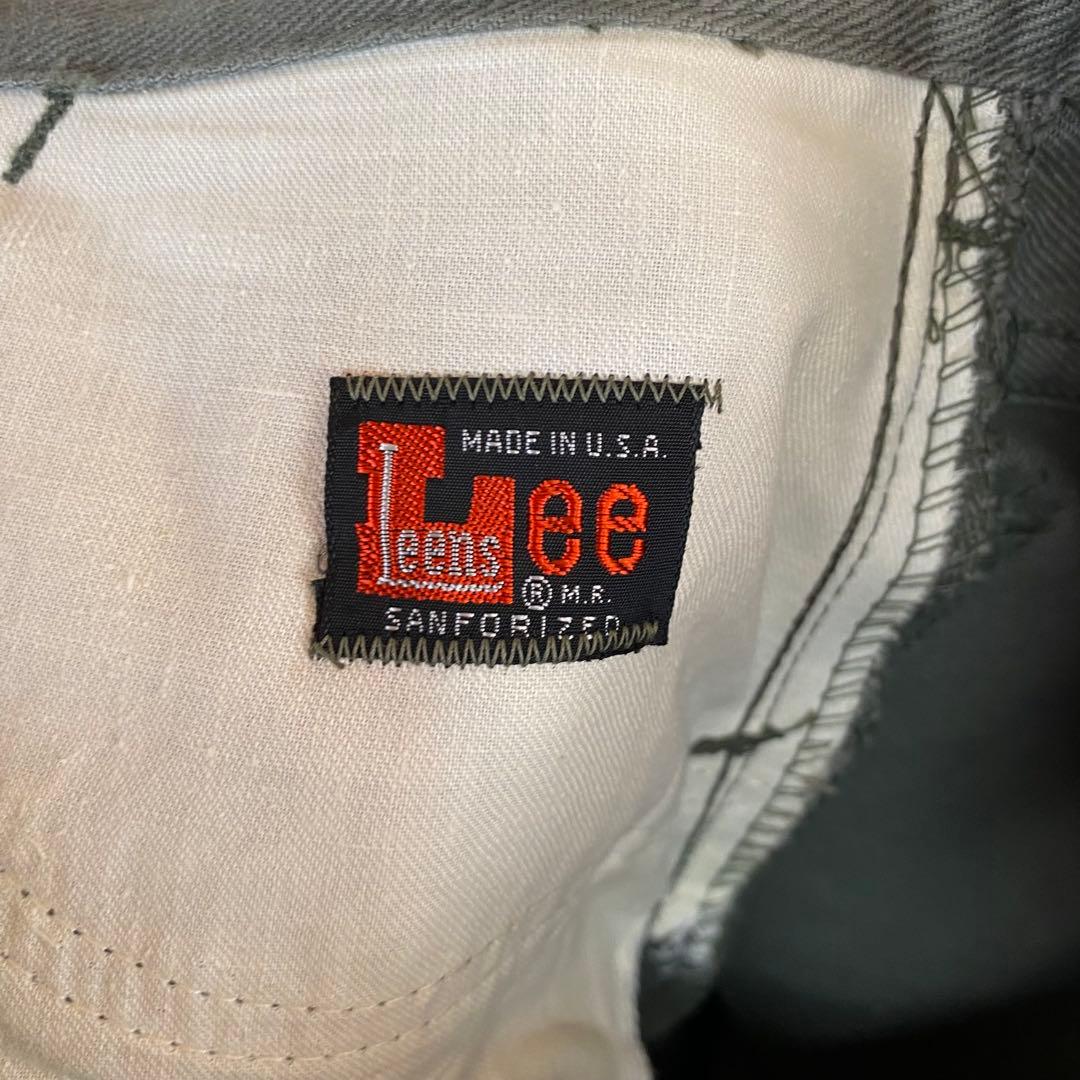 MADE IN U.S.A.
Lee
Leens
® M.R.
SANFORIZED